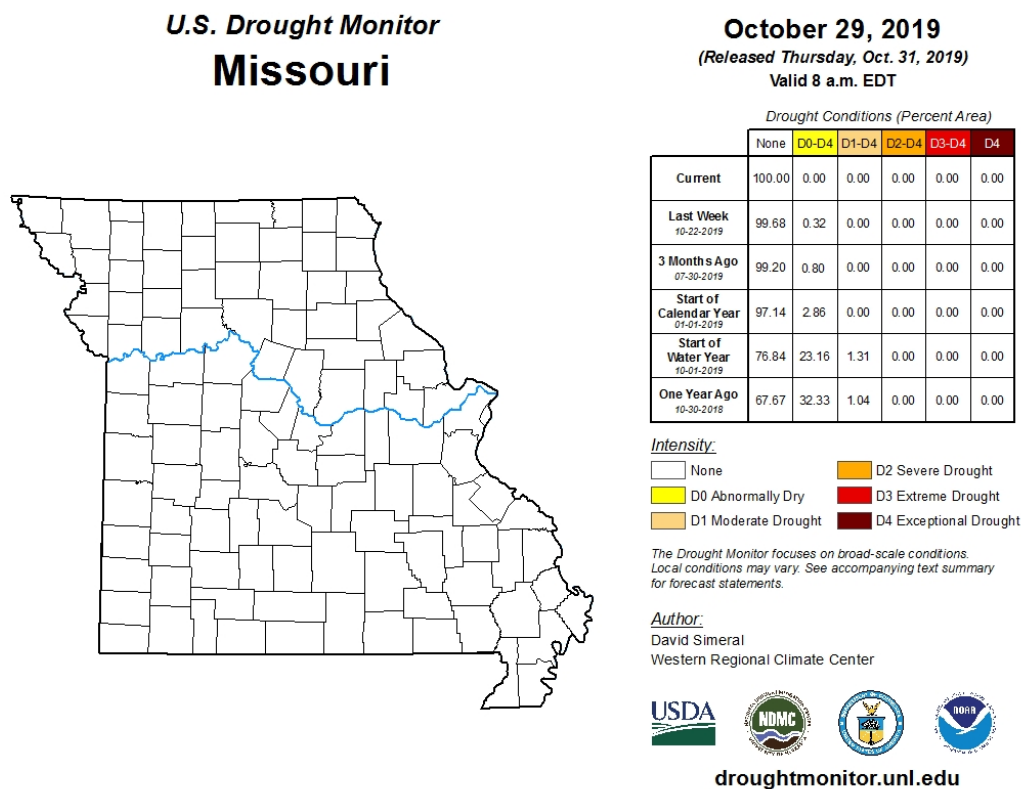 U.S. Drought Monitor
Missouri
October 29, 2019
(Released Thursday, Oct. 31, 2019)
Valid 8 a.m. EDT
Drought Conditions (Percent Area)
None D0-D4 D1-D4 D2-D4 D3-D4 D4
Current 100.00 0.00 0.00 0.00 0.00 0.00
Last Week
10-22-2019
99.68 0.32 0.00 0.00 0.00 0.00
3 Months Ago
07-30-2019
99.20 0.80 0.00 0.00 0.00 0.00
Start of
Calendar Year
01-01-2019
97.14 2.86 0.00 0.00 0.00 0.00
Start of
Water Year
10-01-2019
76.84 23.16 1.31 0.00 0.00 0.00
One Year Ago
10-30-2018
67.67 32.33 1.04 0.00 0.00 0.00
Intensity:
None
D0 Abnormally Dry
D1 Moderate Drought
D2 Severe Drought
D3 Extreme Drought
D4 Exceptional Drought
The Drought Monitor focuses on broad-scale conditions.
Local conditions may vary. See accompanying text summary
for forecast statements.
Author:
David Simeral
Western Regional Climate Center
USDA
NDMC
NOAA
droughtmonitor.unl.edu